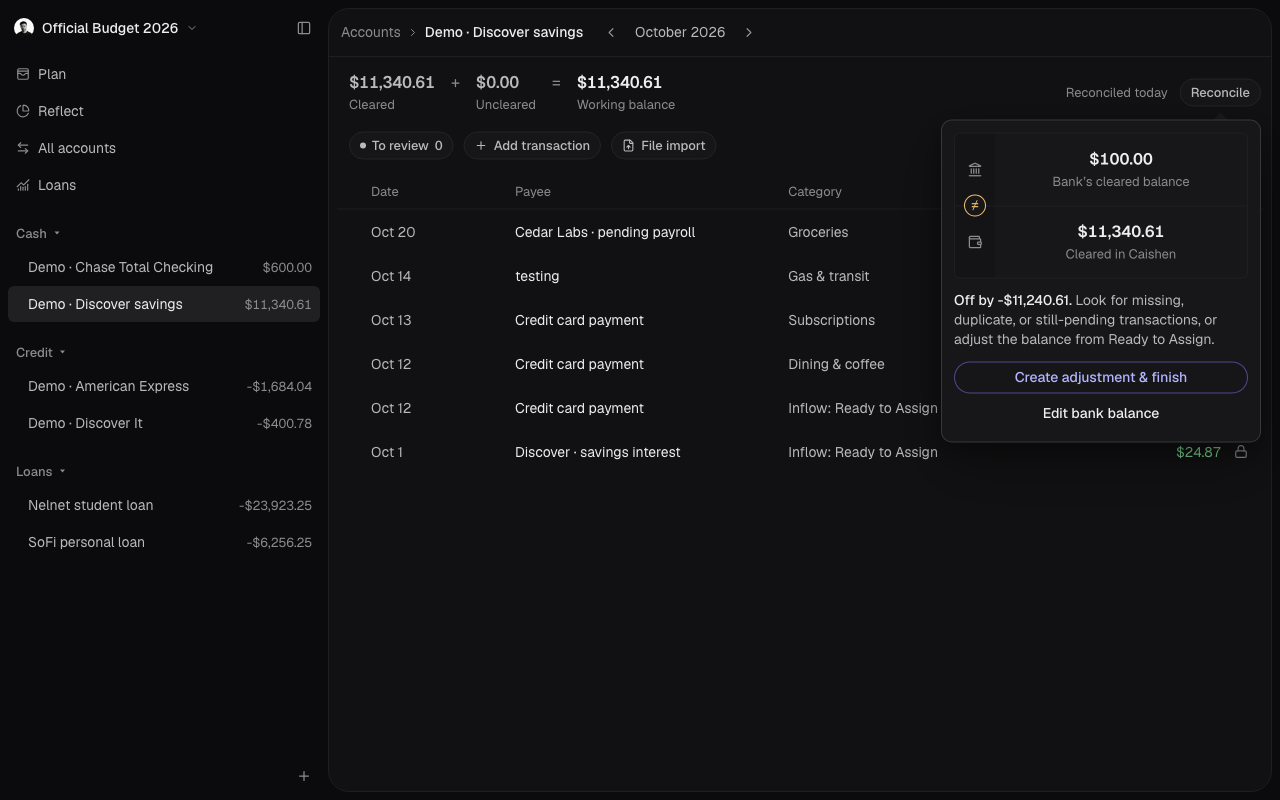 Official Budget 2026
Plan
Reflect
All accounts
Loans
Cash
Demo · Chase Total Checking $600.00
Demo · Discover savings $11,340.61
Credit
Demo · American Express -$1,684.04
Demo · Discover It -$400.78
Loans
Nelnet student loan -$23,923.25
SoFi personal loan -$6,256.25
Accounts > Demo · Discover savings < October 2026 >
$11,340.61 + $0.00 = $11,340.61
Cleared Uncleared Working balance
Reconciled today Reconcile
To review 0 + Add transaction File import
Date Payee Category
Oct 20 Cedar Labs · pending payroll Groceries
Oct 14 testing Gas & transit
Oct 13 Credit card payment Subscriptions
Oct 12 Credit card payment Dining & coffee
Oct 12 Credit card payment Inflow: Ready to Assign
Oct 1 Discover · savings interest Inflow: Ready to Assign $24.87
$100.00
Bank's cleared balance
≠
$11,340.61
Cleared in Caishen
Off by -$11,240.61. Look for missing,
duplicate, or still-pending transactions, or
adjust the balance from Ready to Assign.
Create adjustment & finish
Edit bank balance